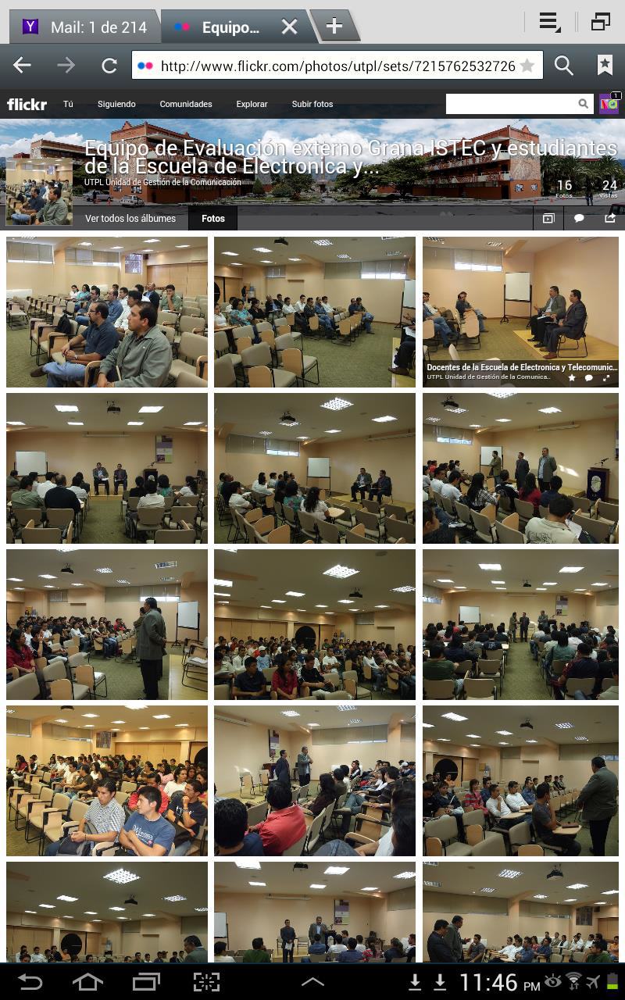 Y Mail: 1 de 214
Equipo...
http://www.flickr.com/photos/utpl/sets/7215762532726
flickr Tú Siguiendo Comunidades Explorar Subir fotos
1
Equipo de Evaluación externo Grana ISTEC y estudiantes
de la Escuela de Electronica y...
UTPL Unidad de Gestión de la Comunicación
16 24
Fotos Vistas
Ver todos los álbumes Fotos
Docentes de la Escuela de Electronica y Telecomunic...
UTPL Unidad de Gestión de la Comunica...
11:46 PM